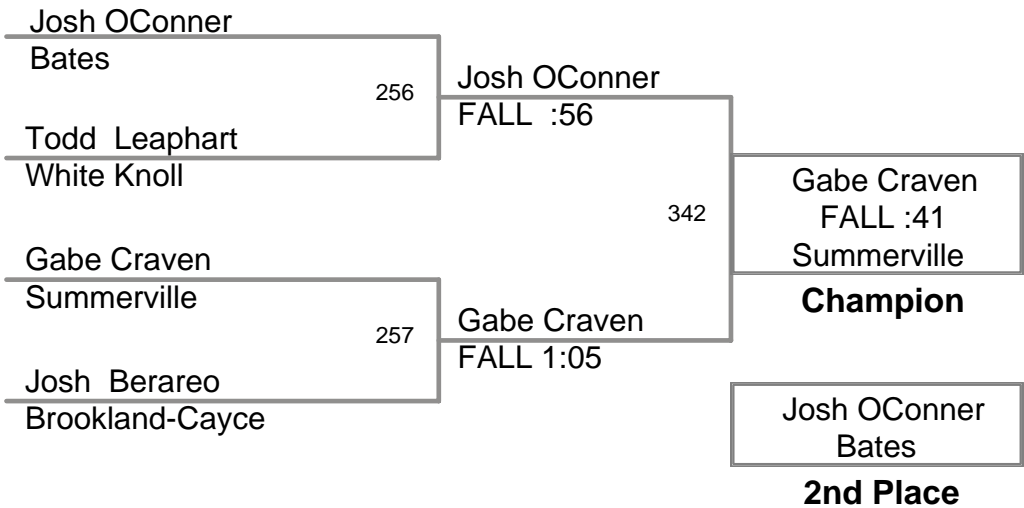 Josh OConner
Bates
256
Todd Leaphart
White Knoll
Josh OConner
FALL :56
Gabe Craven
Summerville
257
Josh Berareo
Brookland-Cayce
Gabe Craven
FALL 1:05
342
Gabe Craven
FALL :41
Summerville
Champion
Josh OConner
Bates
2nd Place